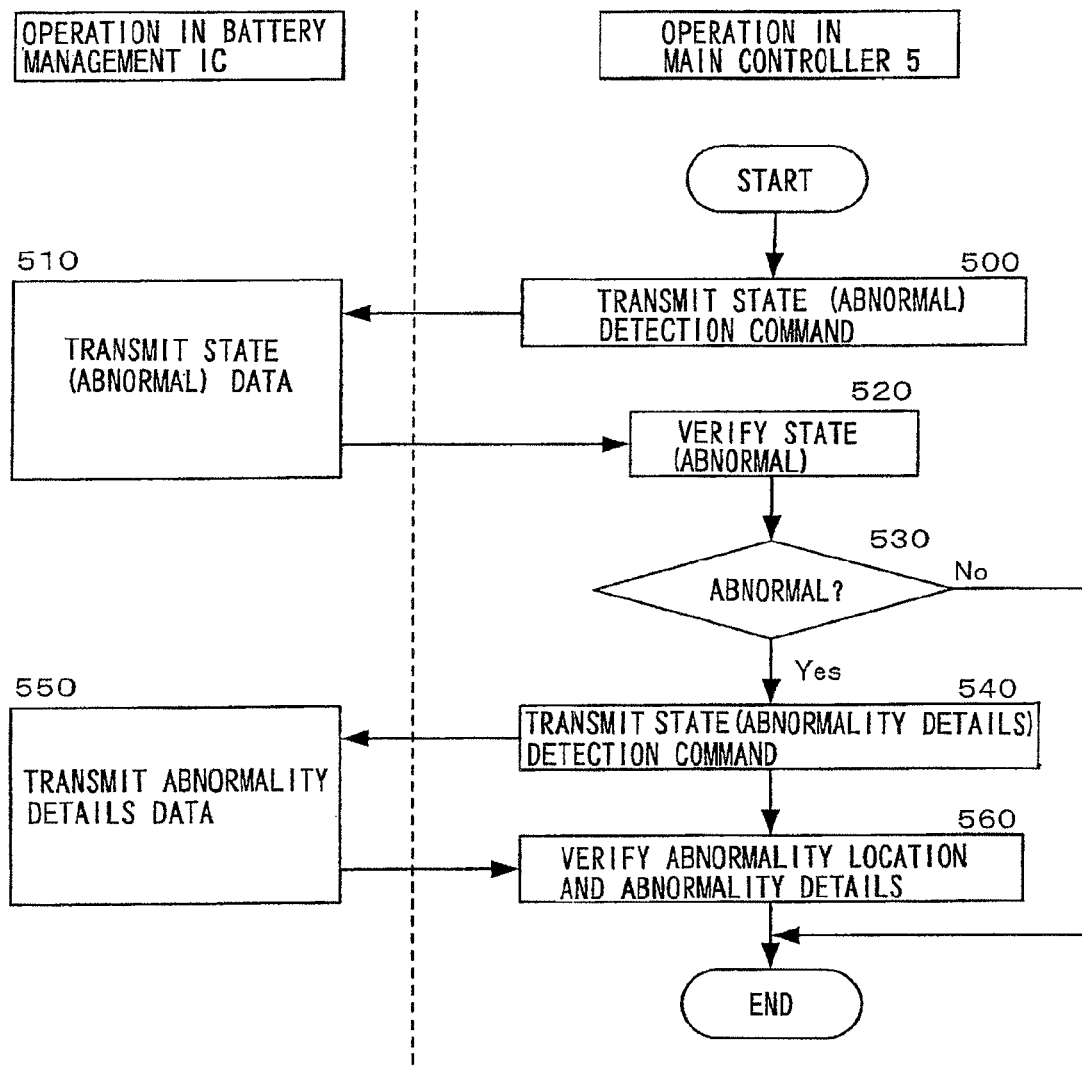 OPERATION IN BATTERY
MANAGEMENT IC
OPERATION IN
MAIN CONTROLLER 5
START
500
TRANSMIT STATE (ABNORMAL)
DETECTION COMMAND
510
TRANSMIT STATE
(ABNORMAL) DATA
520
VERIFY STATE
(ABNORMAL)
530
ABNORMAL?
No
Yes
540
TRANSMIT STATE (ABNORMALITY DETAILS)
DETECTION COMMAND
550
TRANSMIT ABNORMALITY
DETAILS DATA
560
VERIFY ABNORMALITY LOCATION
AND ABNORMALITY DETAILS
END